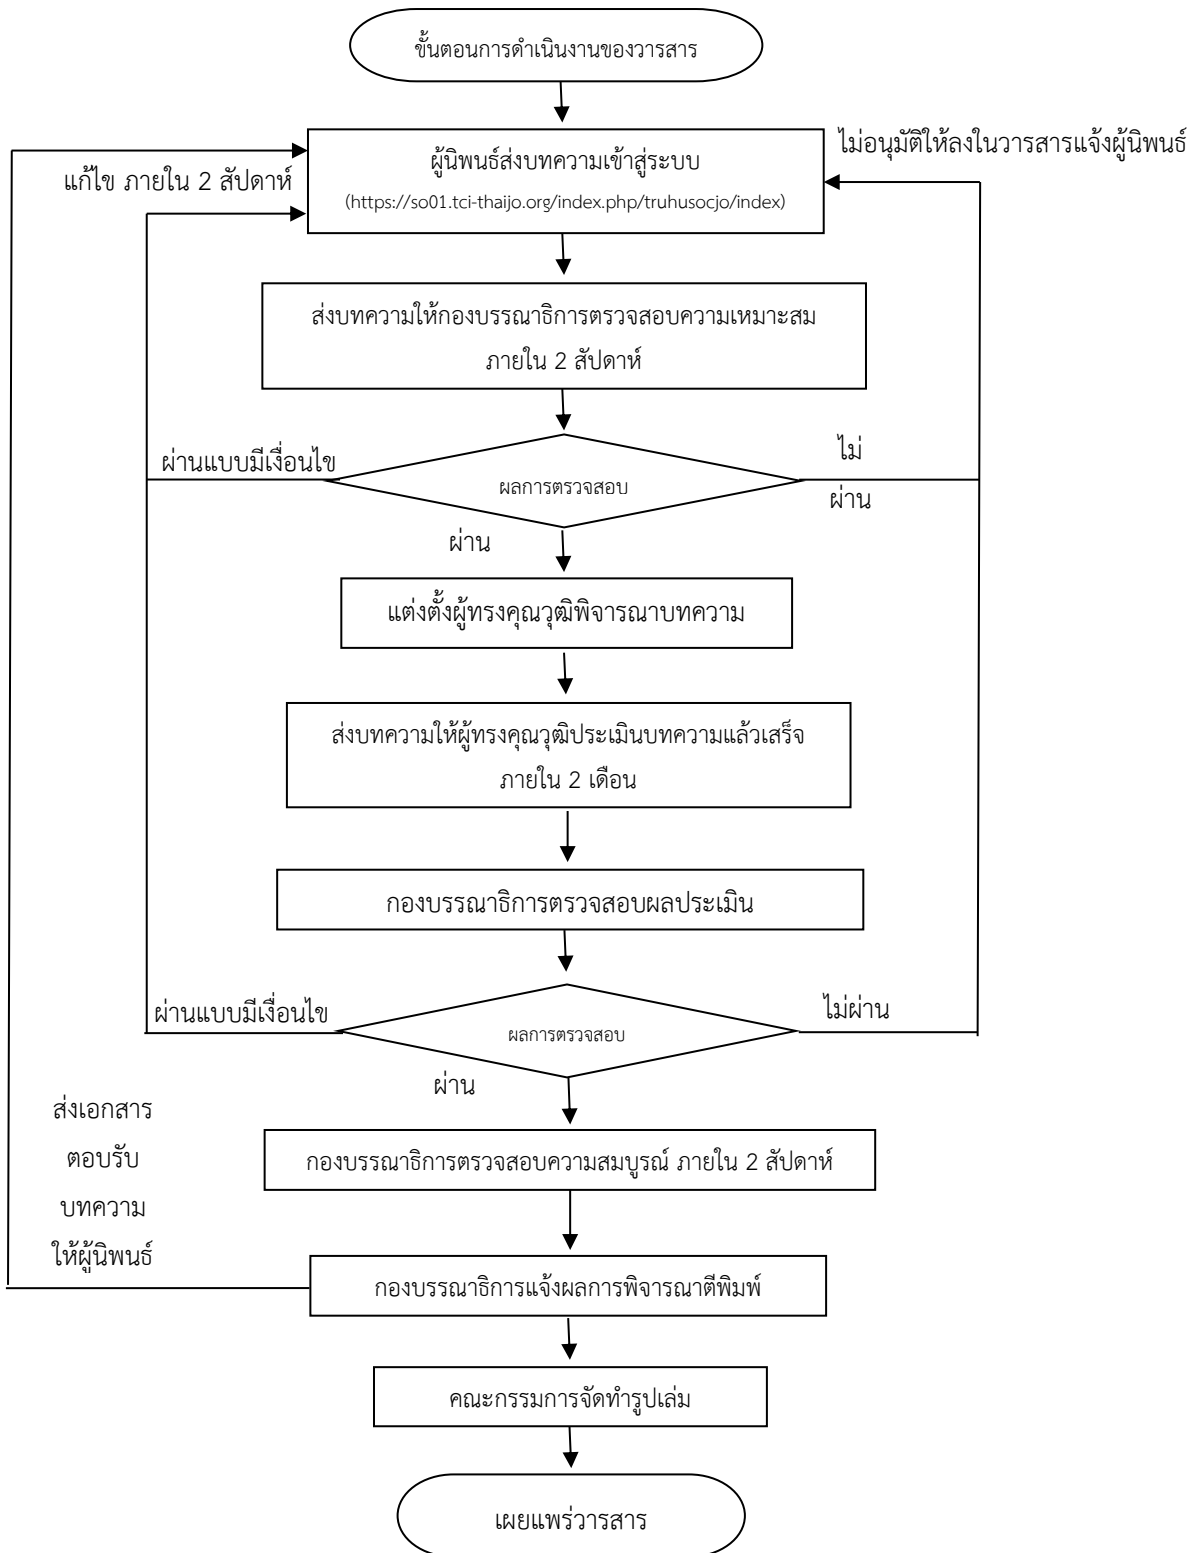 ขั้นตอนการดำเนินงานของวารสาร
ไม่อนุมัติให้ลงในวารสารแจ้งผู้นิพนธ์
ผู้นิพนธ์ส่งบทความเข้าสู่ระบบ
แก้ไข ภายใน 2 สัปดาห์
(https://so01.tci-thaijo.org/index.php/truhusocjo/index)
ส่งบทความให้กองบรรณาธิการตรวจสอบความเหมาะสม
ภายใน 2 สัปดาห์
ผ่านแบบมีเงื่อนไข
ไม่
ผ่าน
ผลการตรวจสอบ
ผ่าน
แต่งตั้งผู้ทรงคุณวุฒิพิจารณาบทความ
ส่งบทความให้ผู้ทรงคุณวุฒิประเมินบทความแล้วเสร็จ
ภายใน 2 เดือน
กองบรรณาธิการตรวจสอบผลประเมิน
ผ่านแบบมีเงื่อนไข
ไม่ผ่าน
ผลการตรวจสอบ
ผ่าน
ส่งเอกสาร
ตอบรับ
บทความ
ให้ผู้นิพนธ์
กองบรรณาธิการตรวจสอบความสมบูรณ์ ภายใน 2 สัปดาห์
กองบรรณาธิการแจ้งผลการพิจารณาตีพิมพ์
คณะกรรมการจัดทำรูปเล่ม
เผยแพร่วารสาร